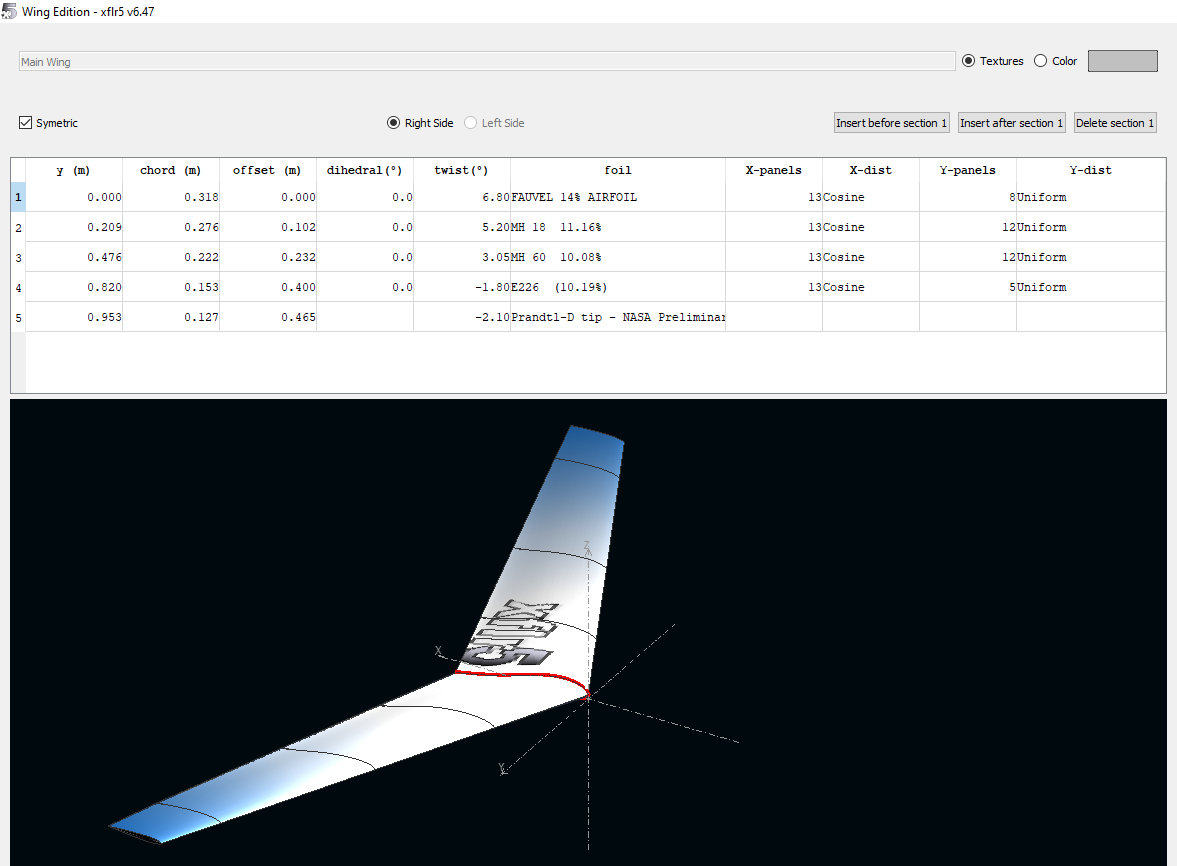 Wing Edition - xflr5 v6.47
Main Wing
Textures Color
Symetric Right Side Left Side Insert before section 1 Insert after section 1 Delete section 1
y (m) chord (m) offset (m) dihedral(°) twist(°) foil X-panels X-dist Y-panels Y-dist
1 0.000 0.318 0.000 0.0 6.80 FAUVEL 14% AIRFOIL 13 Cosine 8 Uniform
2 0.209 0.276 0.102 0.0 5.20 MH 18 11.16% 13 Cosine 12 Uniform
3 0.476 0.222 0.232 0.0 3.05 MH 60 10.08% 13 Cosine 12 Uniform
4 0.820 0.153 0.400 0.0 -1.80 E226 (10.19%) 13 Cosine 5 Uniform
5 0.953 0.127 0.465 -2.10 Prandtl-D tip - NASA Preliminar
Z
XFLR5
X
Y